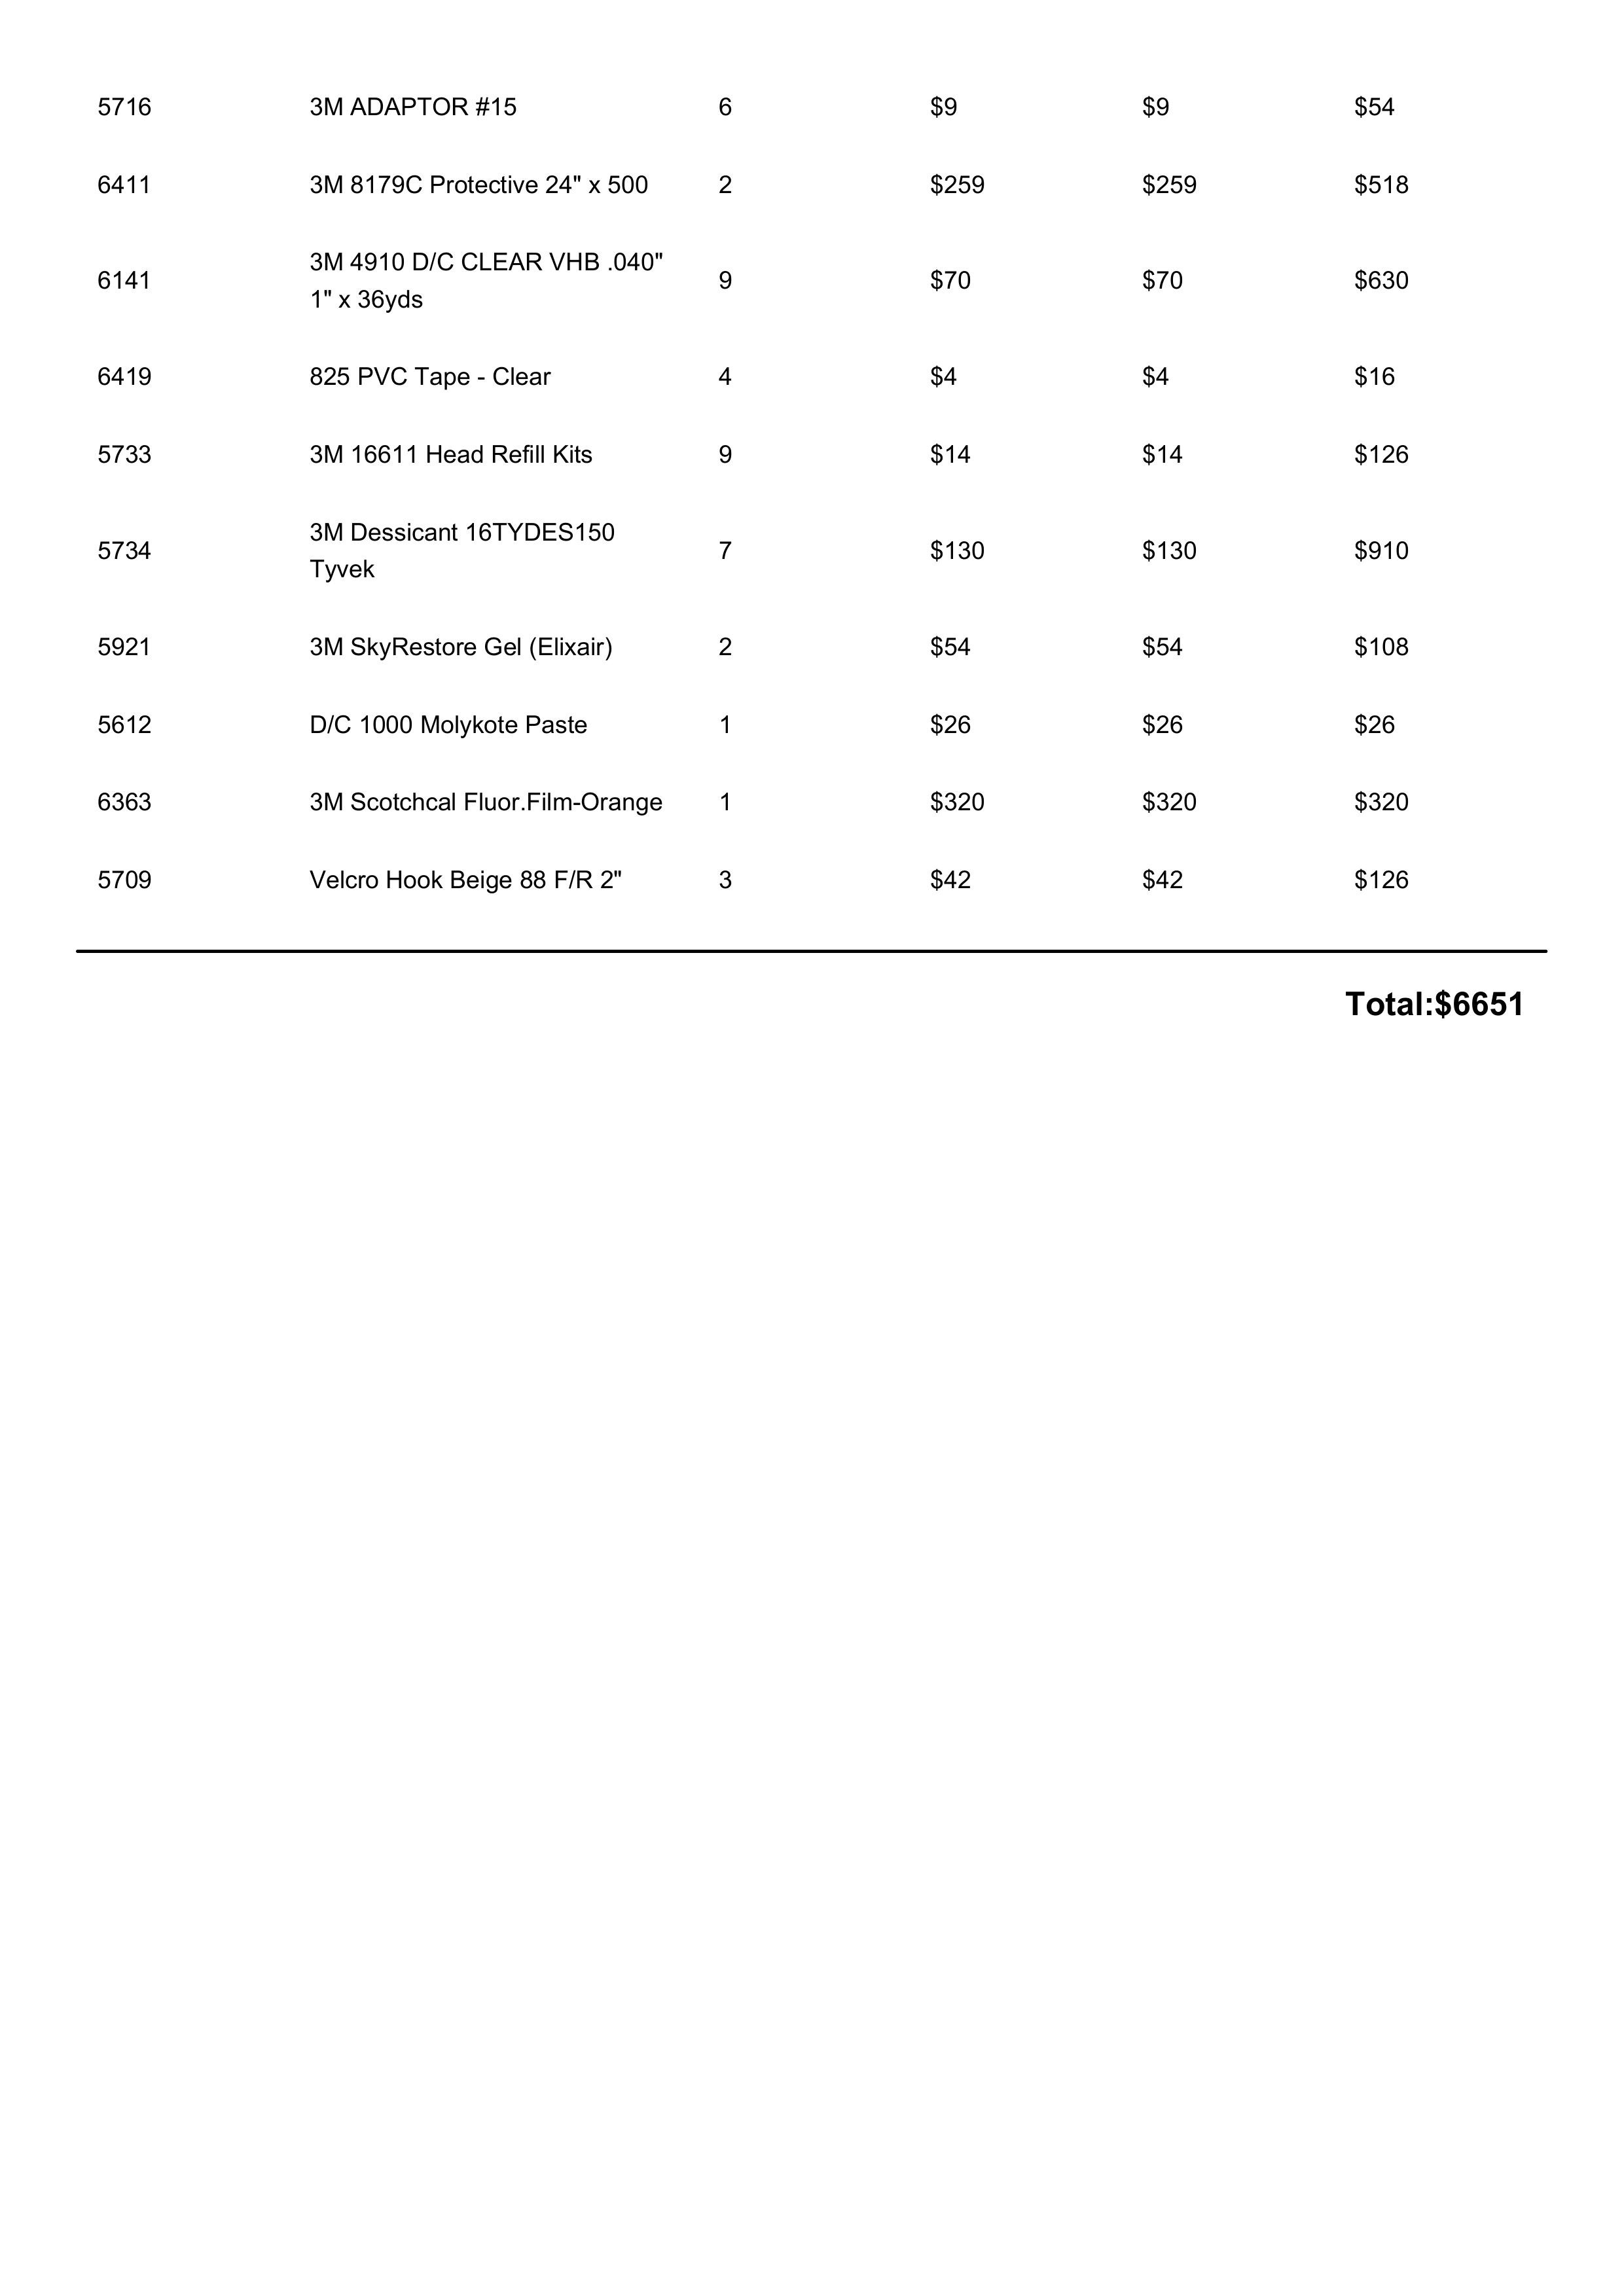 5716 3M ADAPTOR #15 6 $9 $9 $54
6411 3M 8179C Protective 24" x 500 2 $259 $259 $518
3M 4910 D/C CLEAR VHB .040"
6141 9 $70 $70 $630
1" x 36yds
6419 825 PVC Tape - Clear 4 $4 $4 $16
5733 3M 16611 Head Refill Kits 9 $14 $14 $126
3M Dessicant 16TYDES150
5734 7 $130 $130 $910
Tyvek
5921 3M SkyRestore Gel (Elixair) 2 $54 $54 $108
5612 D/C 1000 Molykote Paste 1 $26 $26 $26
6363 3M Scotchcal Fluor.Film-Orange 1 $320 $320 $320
5709 Velcro Hook Beige 88 F/R 2" 3 $42 $42 $126
Total:$6651